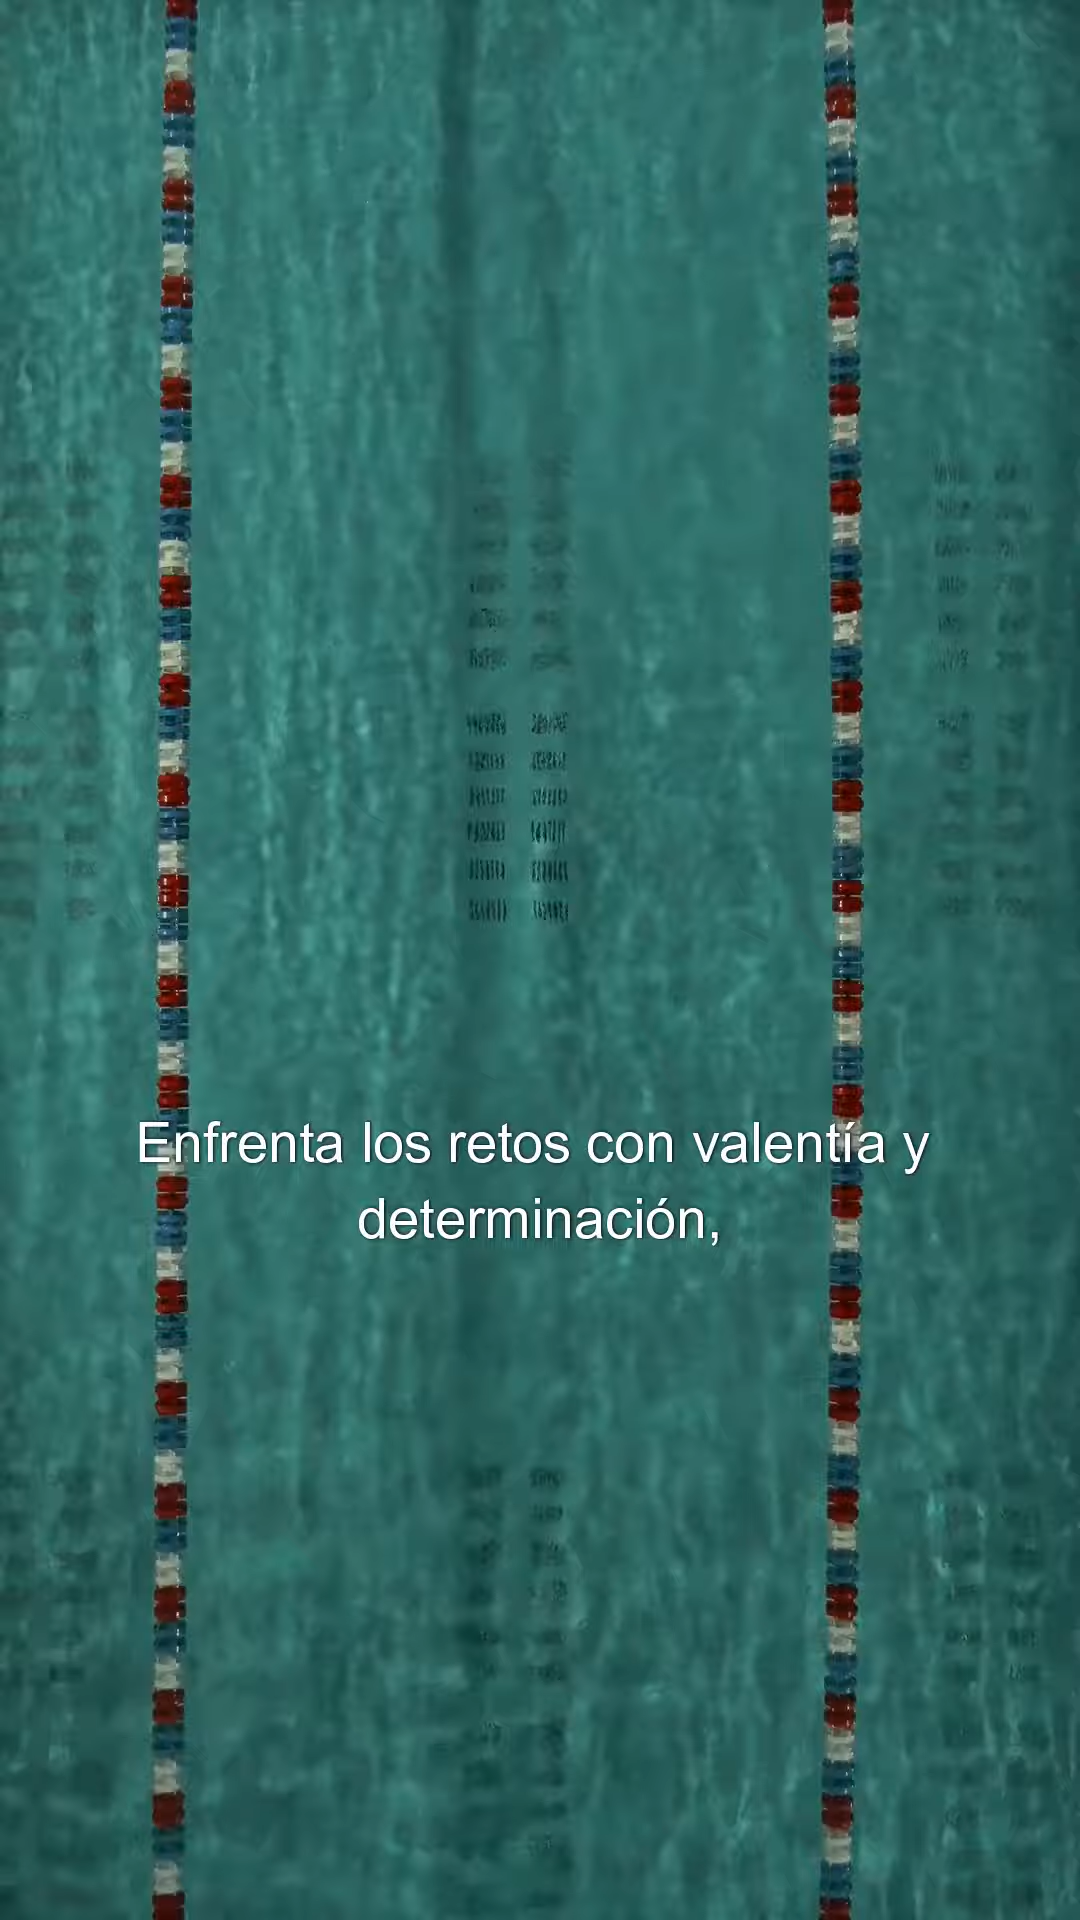 Enfrenta los retos con valentía y
determinación,